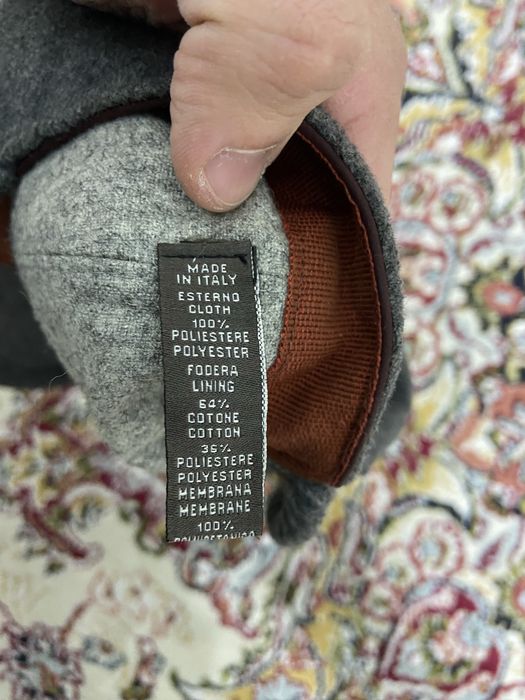 MADE
IN ITALY
ESTERNO
CLOTH
100%
POLIESTERE
POLYESTER
FODERA
LINING
64%
COTONE
COTTON
36%
POLIESTERE
POLYESTER
MEMBRANA
MEMBRANE
100%